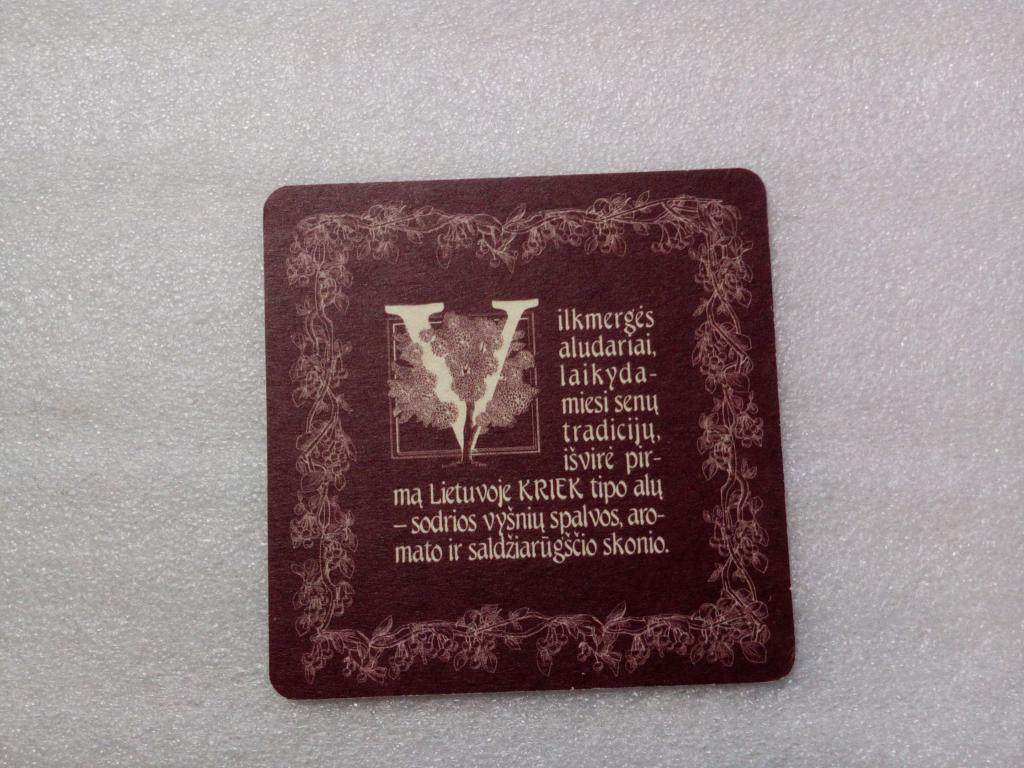 Vilkmergės
aludariai,
laikyda-
miesi senų
tradicijų,
išvirė pir-
mą Lietuvoje KRIEK tipo alų
– sodrios vyšnių spalvos, aro-
mato ir saldžiarūgščio skonio.